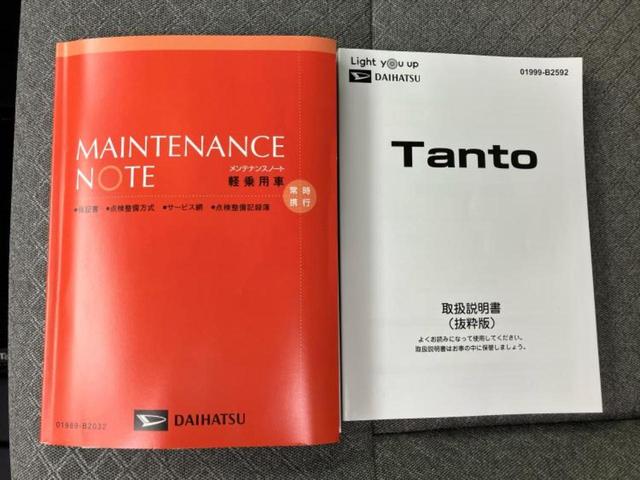 MAINTENANCE
NOTE
メンテナンスノート
軽乗用車
常時
携行
●保証書 ●点検整備方式 ●サービス網 ●点検整備記録簿
01989-B2032
DAIHATSU
Light you up
DAIHATSU
01999-B2592
Tanto
取扱説明書
（抜粋版）
よくお読みになって使用してください。
取扱説明書はお車の中に保管しましょう。